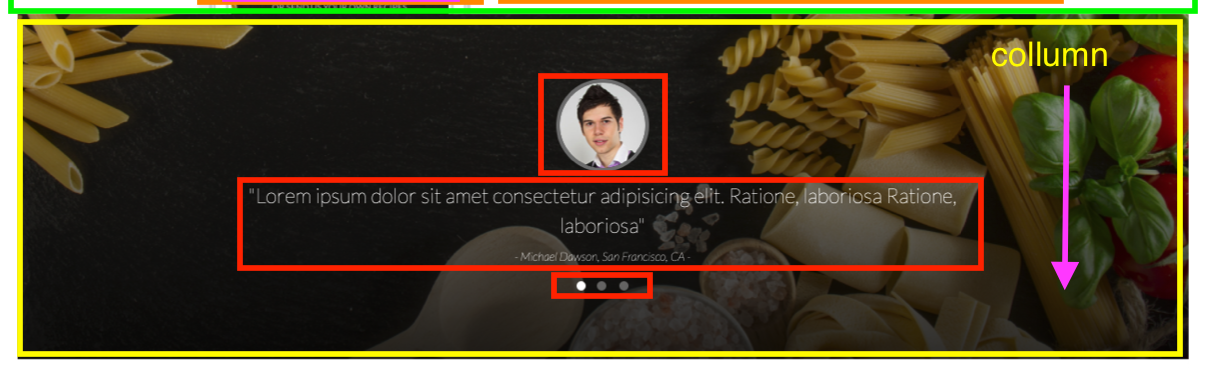 collumn
"Lorem ipsum dolor sit amet consectetur adipisicing elit. Ratione, laboriosa Ratione,
laboriosa"
- Michael Dawson, San Francisco, CA -